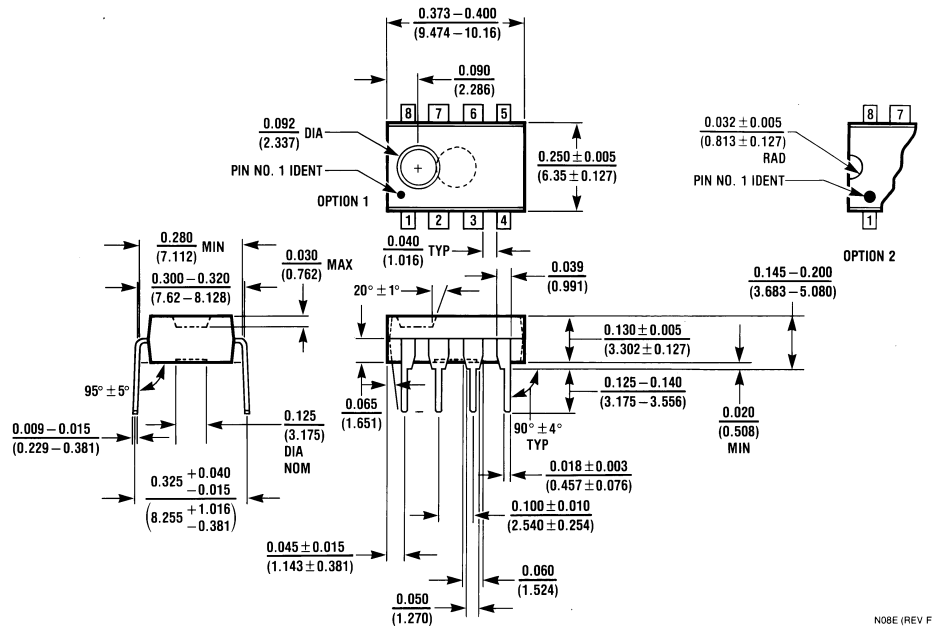 0.373 – 0.400
(9.474 – 10.16)
0.090
(2.286)
8 7 6 5
0.092 DIA
(2.337)
PIN NO. 1 IDENT
OPTION 1
1 2 3 4
0.250 ± 0.005
(6.35 ± 0.127)
0.032 ± 0.005
(0.813 ± 0.127)
RAD
PIN NO. 1 IDENT
8 7
1
OPTION 2
0.280 MIN
(7.112)
0.300 – 0.320
(7.62 – 8.128)
0.030 MAX
(0.762)
0.040 TYP
(1.016)
0.039
(0.991)
20° ± 1°
0.145 – 0.200
(3.683 – 5.080)
0.130 ± 0.005
(3.302 ± 0.127)
0.125 – 0.140
(3.175 – 3.556)
0.020
(0.508)
MIN
95° ± 5°
0.009 – 0.015
(0.229 – 0.381)
0.125
(3.175)
DIA
NOM
0.065
(1.651)
90° ± 4°
TYP
0.018 ± 0.003
(0.457 ± 0.076)
0.325 +0.040
−0.015
(8.255 +1.016
−0.381)
0.100 ± 0.010
(2.540 ± 0.254)
0.045 ± 0.015
(1.143 ± 0.381)
0.060
(1.524)
0.050
(1.270)
N08E (REV F